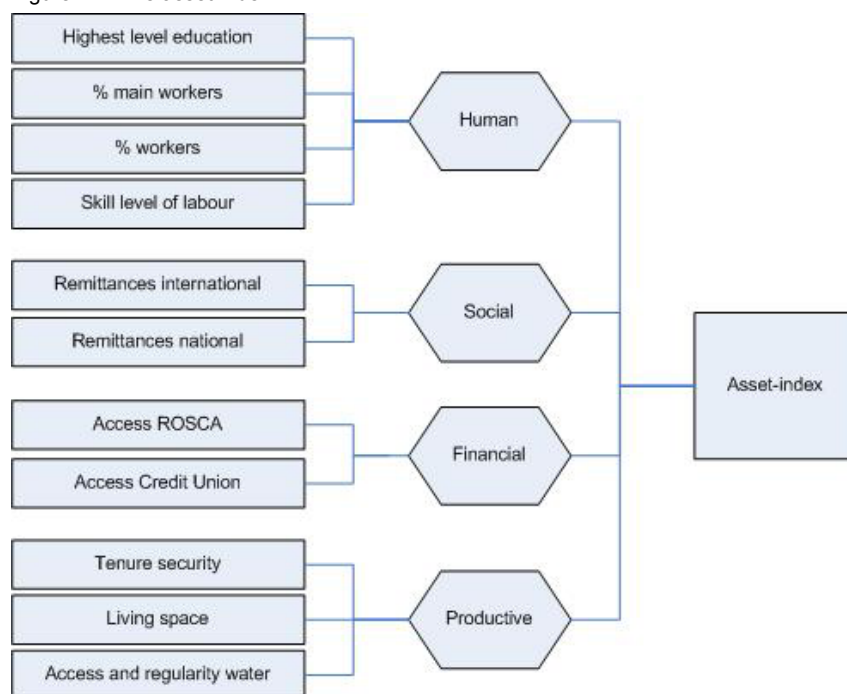 Highest level education
% main workers
% workers
Skill level of labour
Human
Remittances international
Remittances national
Social
Access ROSCA
Access Credit Union
Financial
Tenure security
Living space
Access and regularity water
Productive
Asset-index